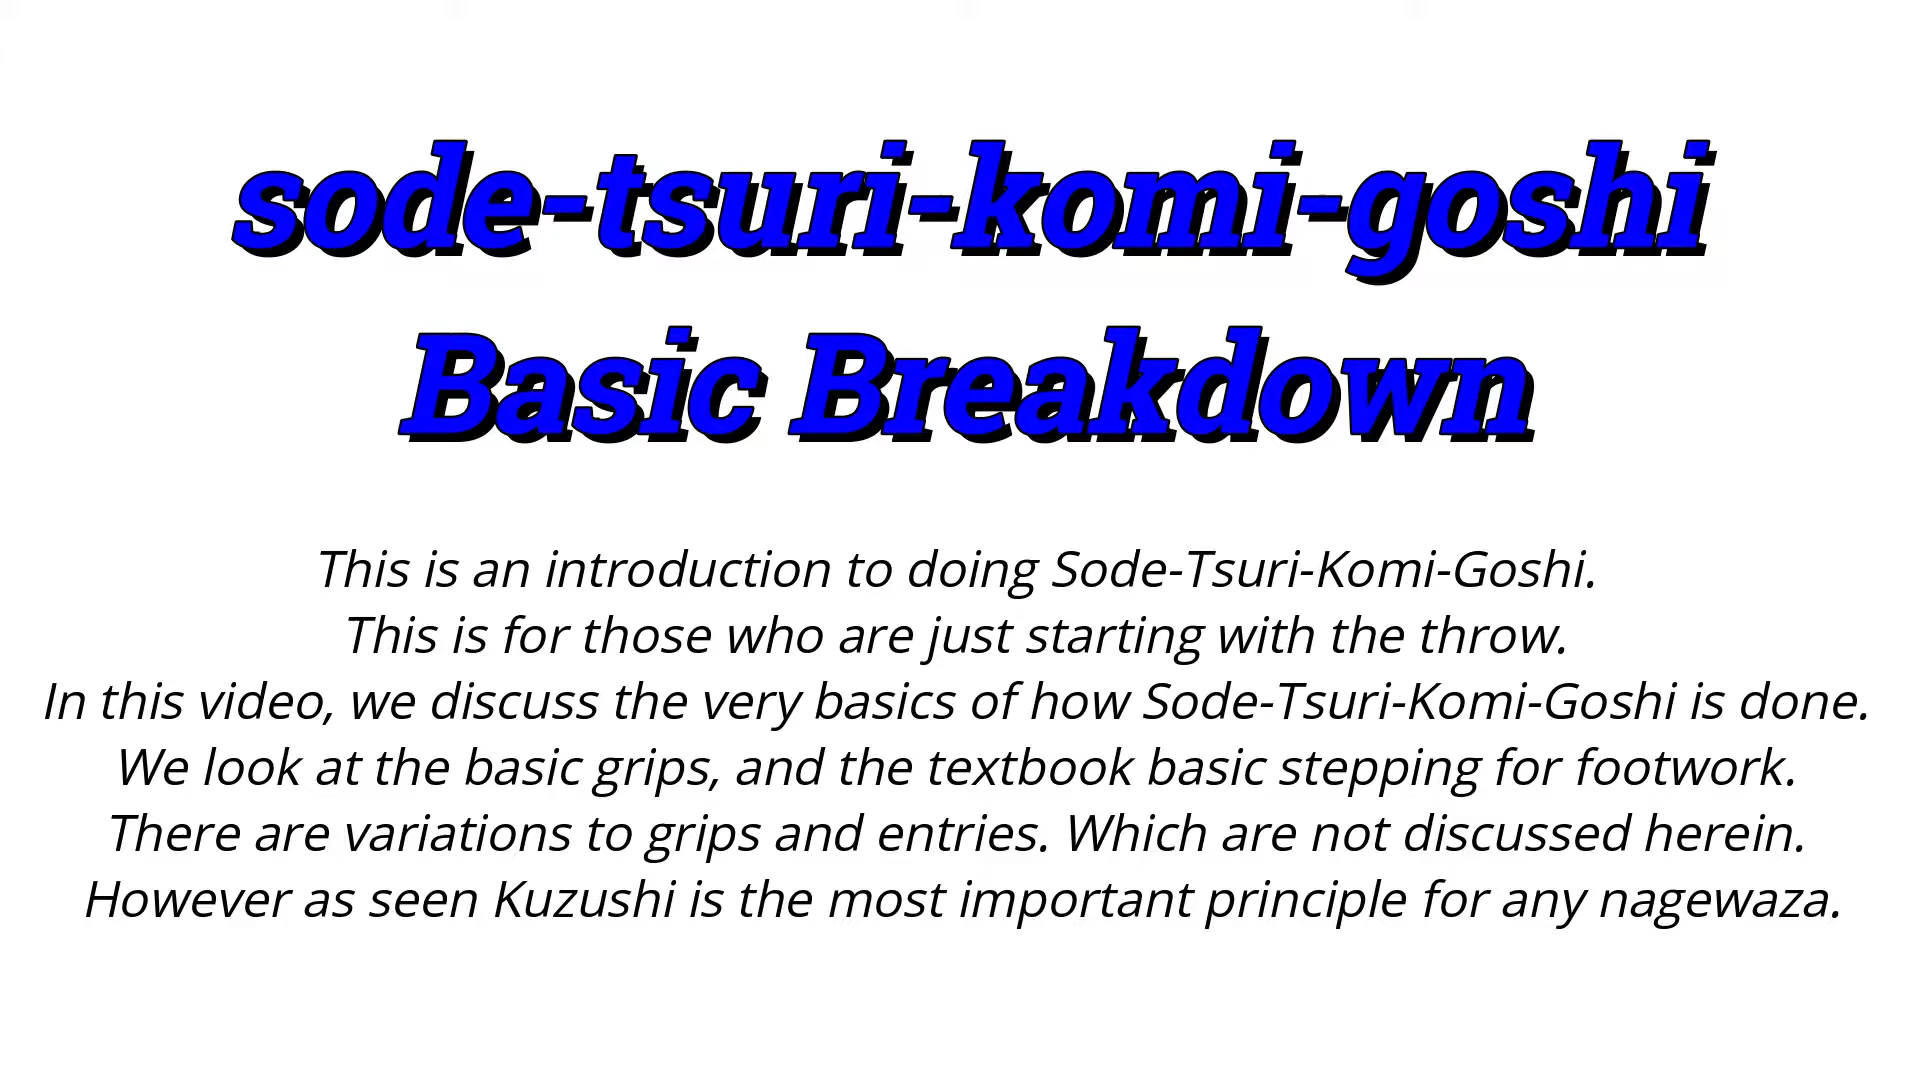 sode-tsuri-komi-goshi
Basic Breakdown
This is an introduction to doing Sode-Tsuri-Komi-Goshi.
This is for those who are just starting with the throw.
In this video, we discuss the very basics of how Sode-Tsuri-Komi-Goshi is done.
We look at the basic grips, and the textbook basic stepping for footwork.
There are variations to grips and entries. Which are not discussed herein.
However as seen Kuzushi is the most important principle for any nagewaza.